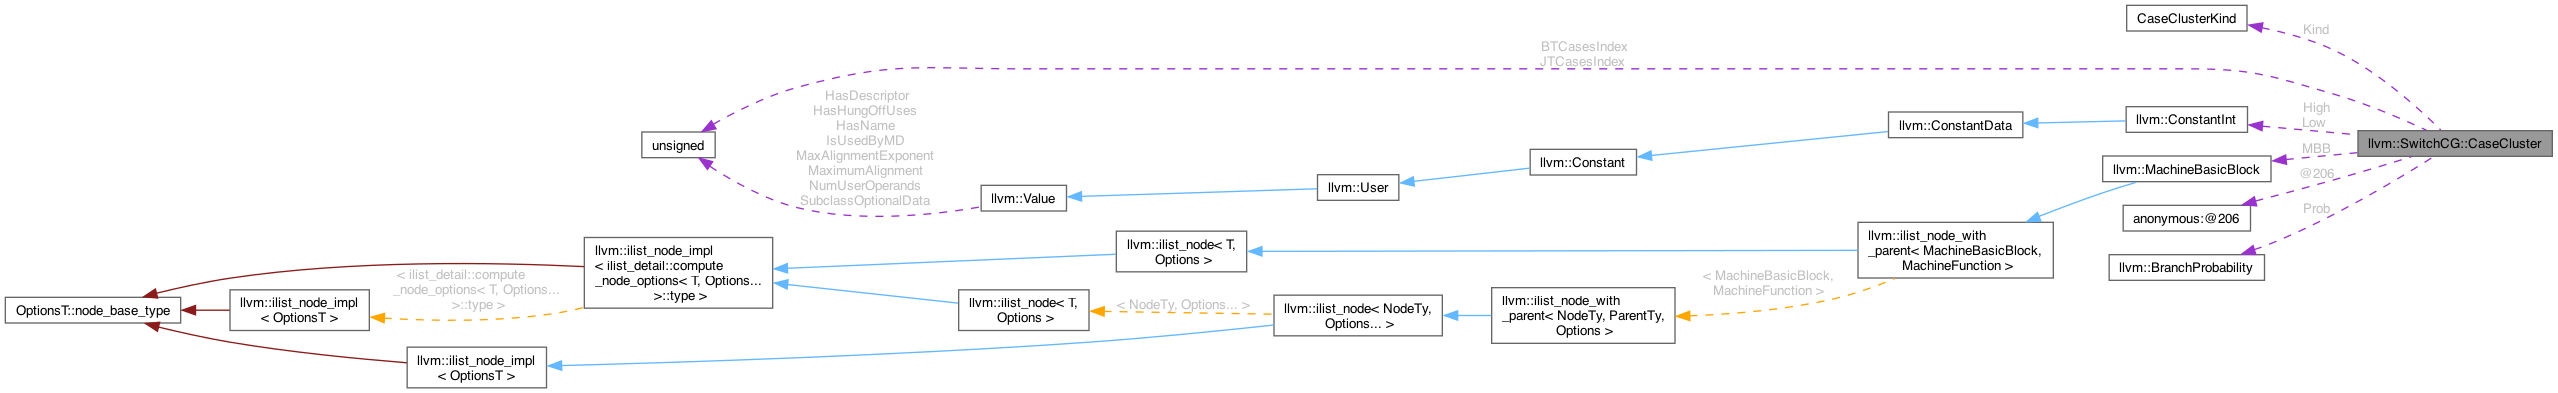 CaseClusterKind
Kind
BTCasesIndex
JTCasesIndex
HasDescriptor
HasHungOffUses
HasName
IsUsedByMD
MaxAlignmentExponent
MaximumAlignment
NumUserOperands
SubclassOptionalData
unsigned
llvm::Value
llvm::User
llvm::Constant
llvm::ConstantData
llvm::ConstantInt
High
Low
llvm::SwitchCG::CaseCluster
MBB
llvm::MachineBasicBlock
@206
anonymous:@206
Prob
llvm::BranchProbability
llvm::ilist_node_with
_parent< MachineBasicBlock,
MachineFunction >
llvm::ilist_node< T,
Options >
llvm::ilist_node_impl
< ilist_detail::compute
_node_options< T, Options...
>::type >
< ilist_detail::compute
_node_options< T, Options...
>::type >
OptionsT::node_base_type
llvm::ilist_node_impl
< OptionsT >
llvm::ilist_node< T,
Options >
< NodeTy, Options... >
llvm::ilist_node< NodeTy,
Options... >
llvm::ilist_node_with
_parent< NodeTy, ParentTy,
Options >
< MachineBasicBlock,
MachineFunction >
llvm::ilist_node_impl
< OptionsT >